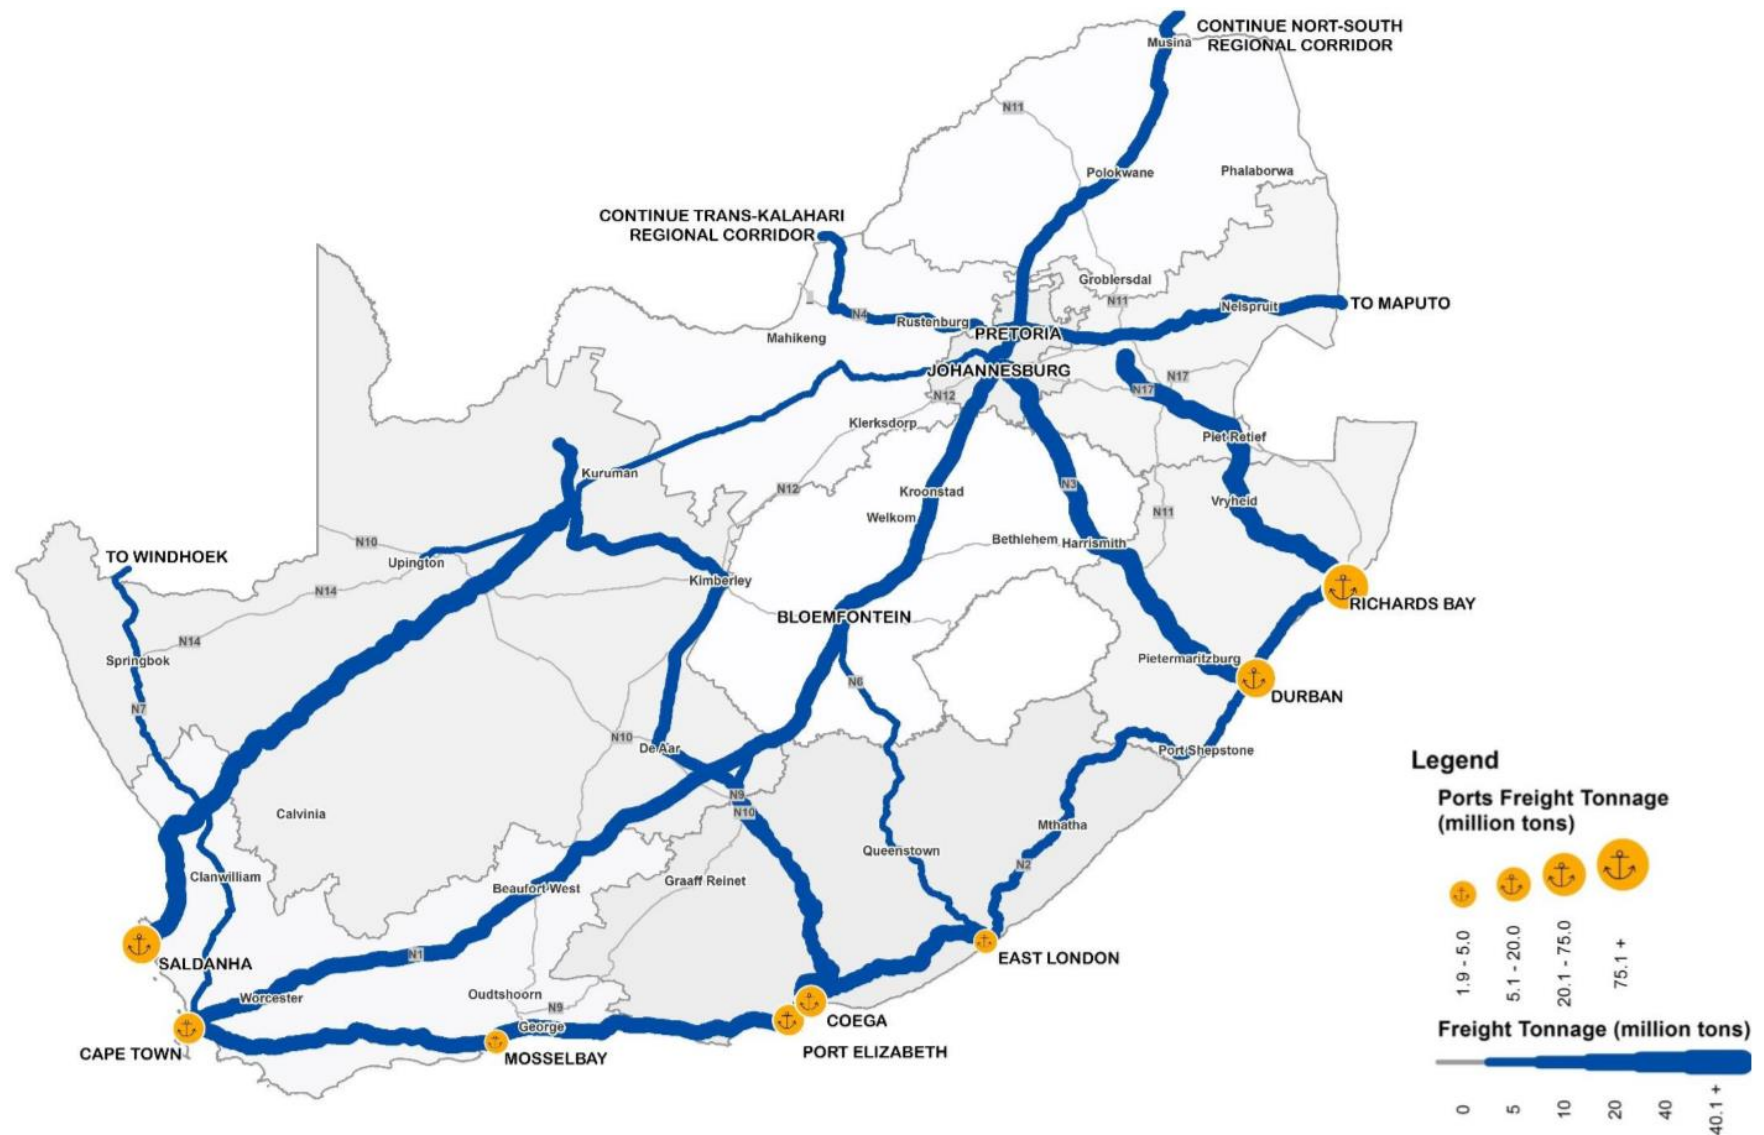 CONTINUE NORT-SOUTH
REGIONAL CORRIDOR
Musina
N11
Polokwane
Phalaborwa
CONTINUE TRANS-KALAHARI
REGIONAL CORRIDOR
Groblersdal
N11
Nelspruit
TO MAPUTO
N4
Rustenburg
PRETORIA
Mahikeng
JOHANNESBURG
N17
N17
N12
Klerksdorp
Piet Retief
Kuruman
N3
N12
Kroonstad
Vryheid
Welkom
N11
N10
Bethlehem
Harrismith
TO WINDHOEK
Upington
Kimberley
N14
RICHARDS BAY
BLOEMFONTEIN
N14
Springbok
Pietermaritzburg
N6
DURBAN
N7
N10
De Aar
Port Shepstone
N9
N10
Calvinia
Mthatha
Queenstown
N2
Clanwilliam
Graaff Reinet
Beaufort West
N1
EAST LONDON
SALDANHA
Worcester
Oudtshoorn
N9
George
COEGA
CAPE TOWN
MOSSELBAY
PORT ELIZABETH
Legend
Ports Freight Tonnage
(million tons)
1.9 - 5.0
5.1 - 20.0
20.1 - 75.0
75.1 +
Freight Tonnage (million tons)
0
5
10
20
40
40.1 +